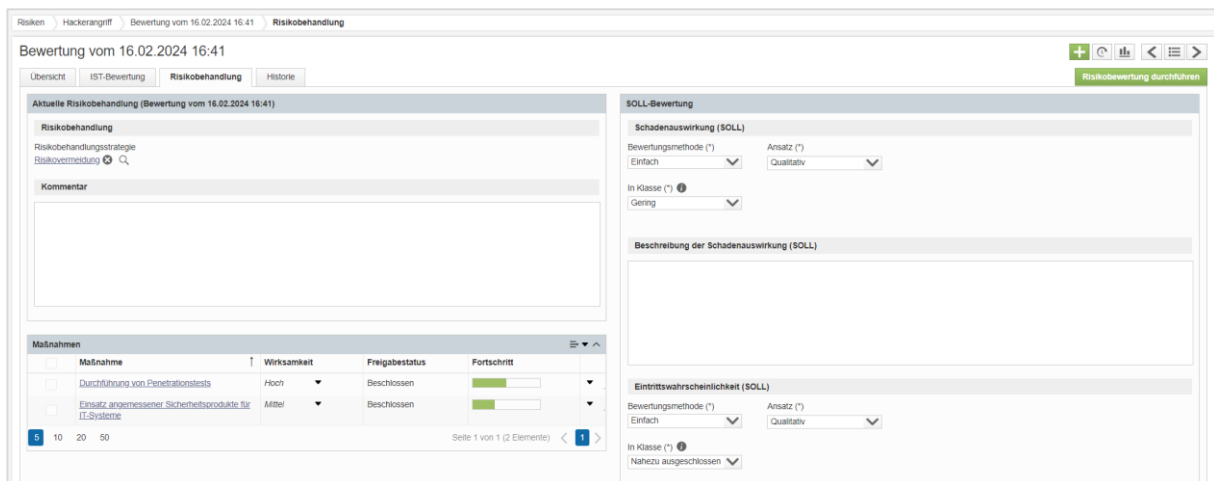 Risiken Hackerangriff Bewertung vom 16.02.2024 16:41 Risikobehandlung
Bewertung vom 16.02.2024 16:41
Übersicht IST-Bewertung Risikobehandlung Historie
Risikobewertung durchführen
Aktuelle Risikobehandlung (Bewertung vom 16.02.2024 16:41)
Risikobehandlung
Risikobehandlungsstrategie
Risikovermeidung
Kommentar
Maßnahmen
Maßnahme Wirksamkeit Freigabestatus Fortschritt
Durchführung von Penetrationstests Hoch Beschlossen
Einsatz angemessener Sicherheitsprodukte für Mittel Beschlossen
IT-Systeme
5 10 20 50 Seite 1 von 1 (2 Elemente) 1
SOLL-Bewertung
Schadenauswirkung (SOLL)
Bewertungsmethode (*) Ansatz (*)
Einfach Qualitativ
In Klasse (*)
Gering
Beschreibung der Schadenauswirkung (SOLL)
Eintrittswahrscheinlichkeit (SOLL)
Bewertungsmethode (*) Ansatz (*)
Einfach Qualitativ
In Klasse (*)
Nahezu ausgeschlossen